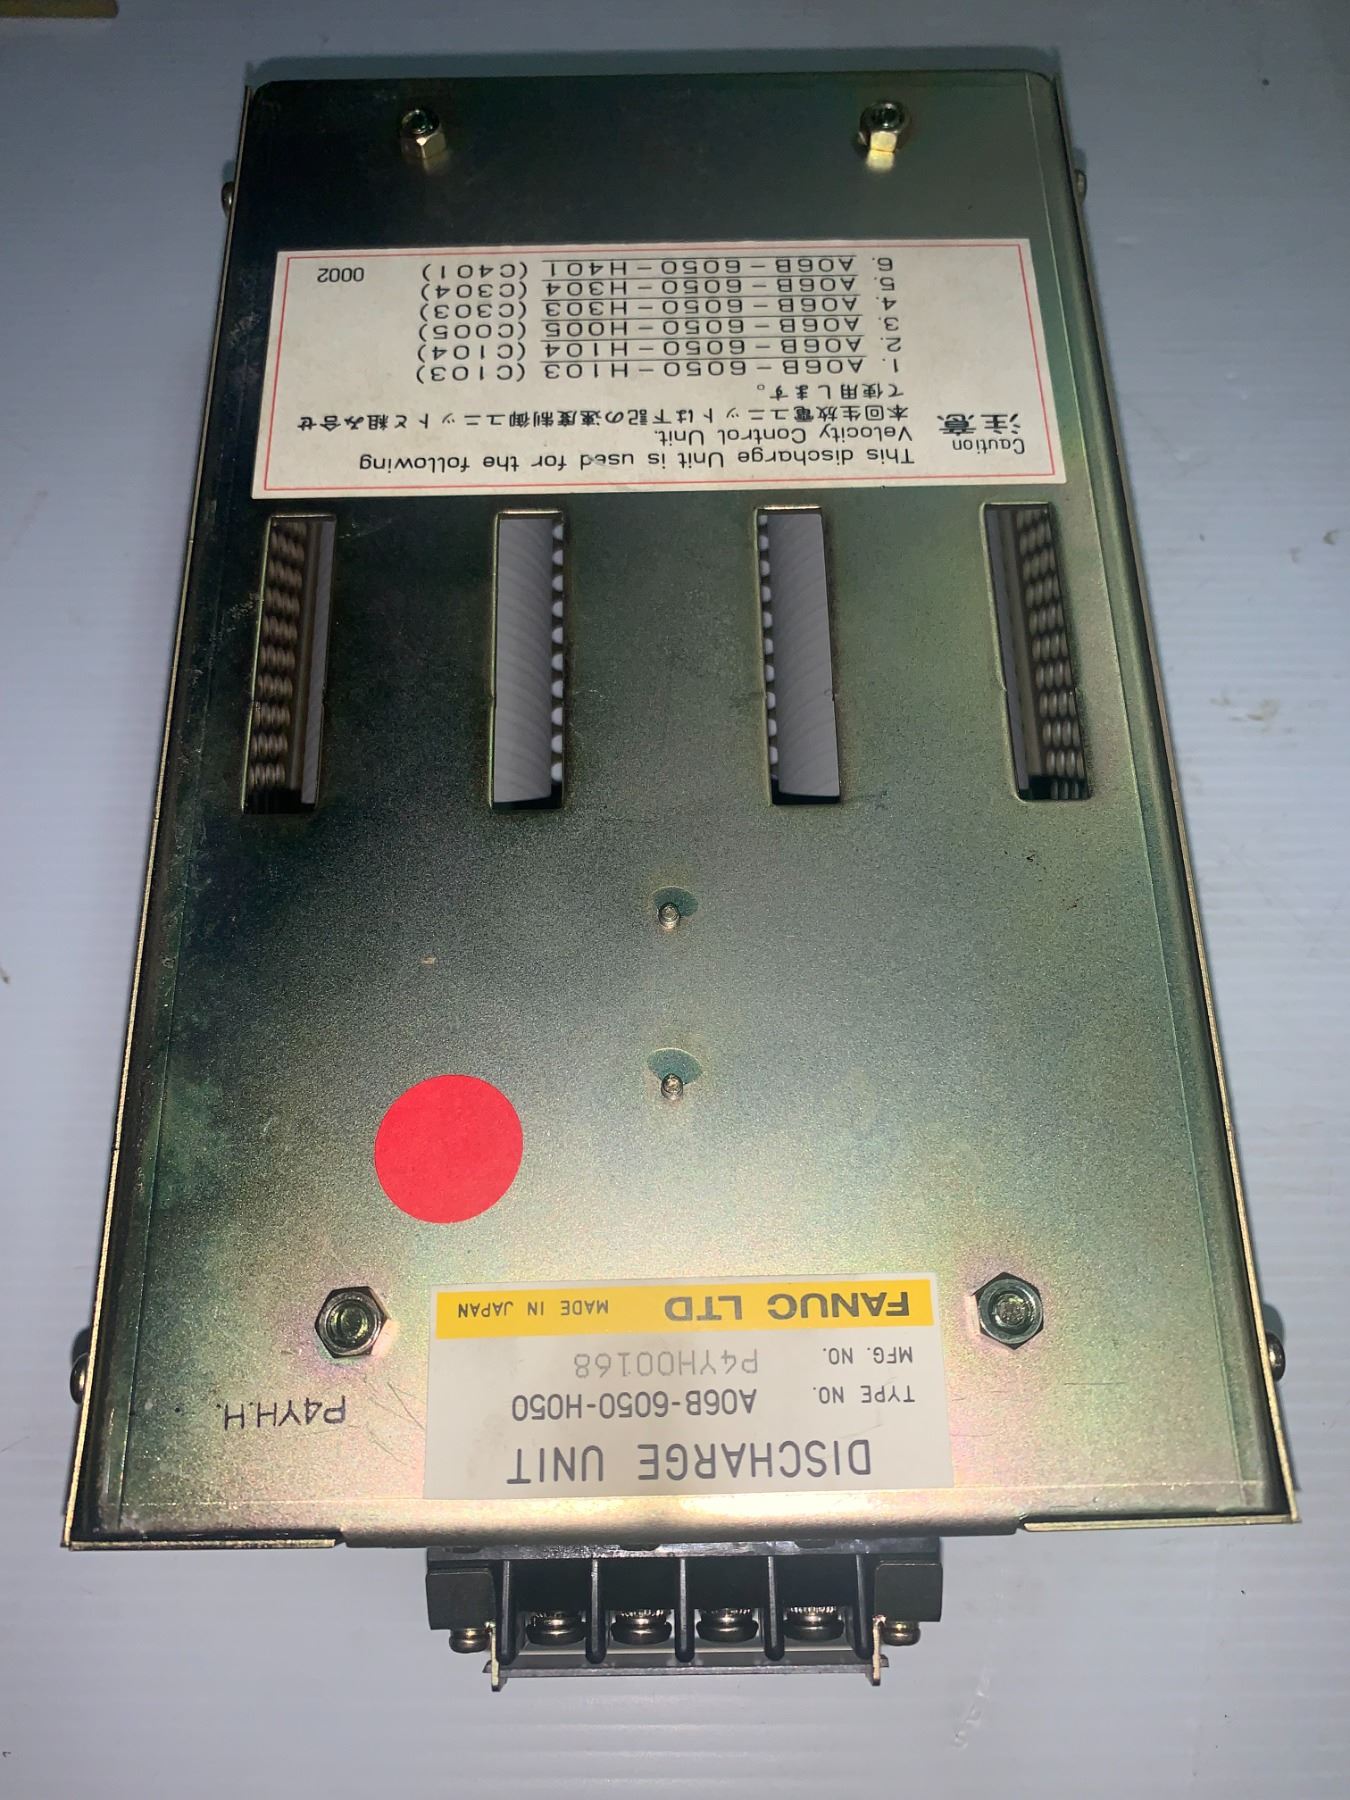 DISCHARGE UNIT
TYPE NO. A06B-6050-H050
MFG. NO. P4YH00168
FANUC LTD MADE IN JAPAN
P4YH.H.
Caution
注意
This discharge Unit is used for the following
Velocity Control Unit.
本回生放電ユニットは下記の速度制御ユニットと組み合せ
て使用します。
1. A06B-6050-H103 (C103)
2. A06B-6050-H104 (C104)
3. A06B-6050-H005 (C005)
4. A06B-6050-H303 (C303)
5. A06B-6050-H304 (C304)
6. A06B-6050-H401 (C401)
0002